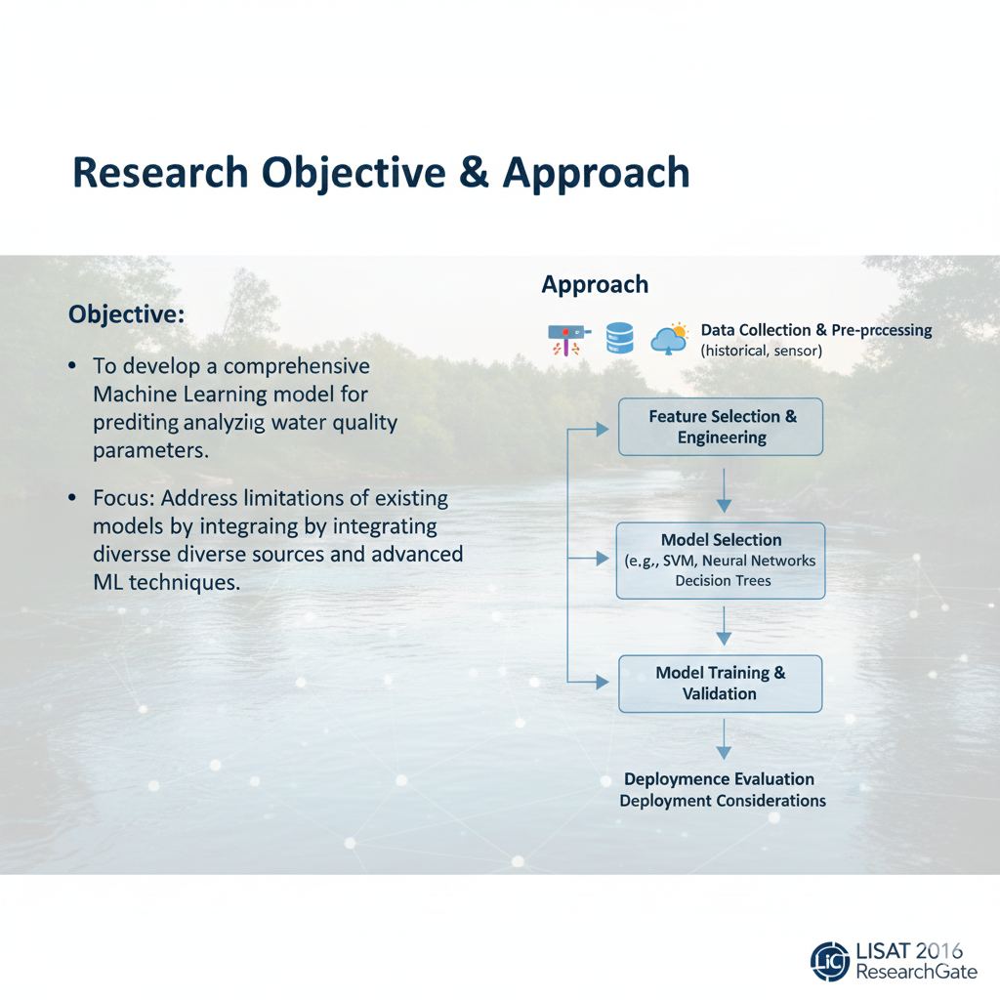 Research Objective & Approach
Objective:
• To develop a comprehensive
Machine Learning model for
prediting analyziig water quality
parameters.
• Focus: Address limitations of existing
models by integraing by integrating
diversse diverse sources and advanced
ML techniques.
Approach
Data Collection & Pre-prccessing
(historical, sensor)
Feature Selection &
Engineering
Model Selection
(e.g., SVM, Neural Networks
Decision Trees
Model Training &
Validation
Deploymence Evaluation
Deployment Considerations
LiC
LISAT 2016
ResearchGate